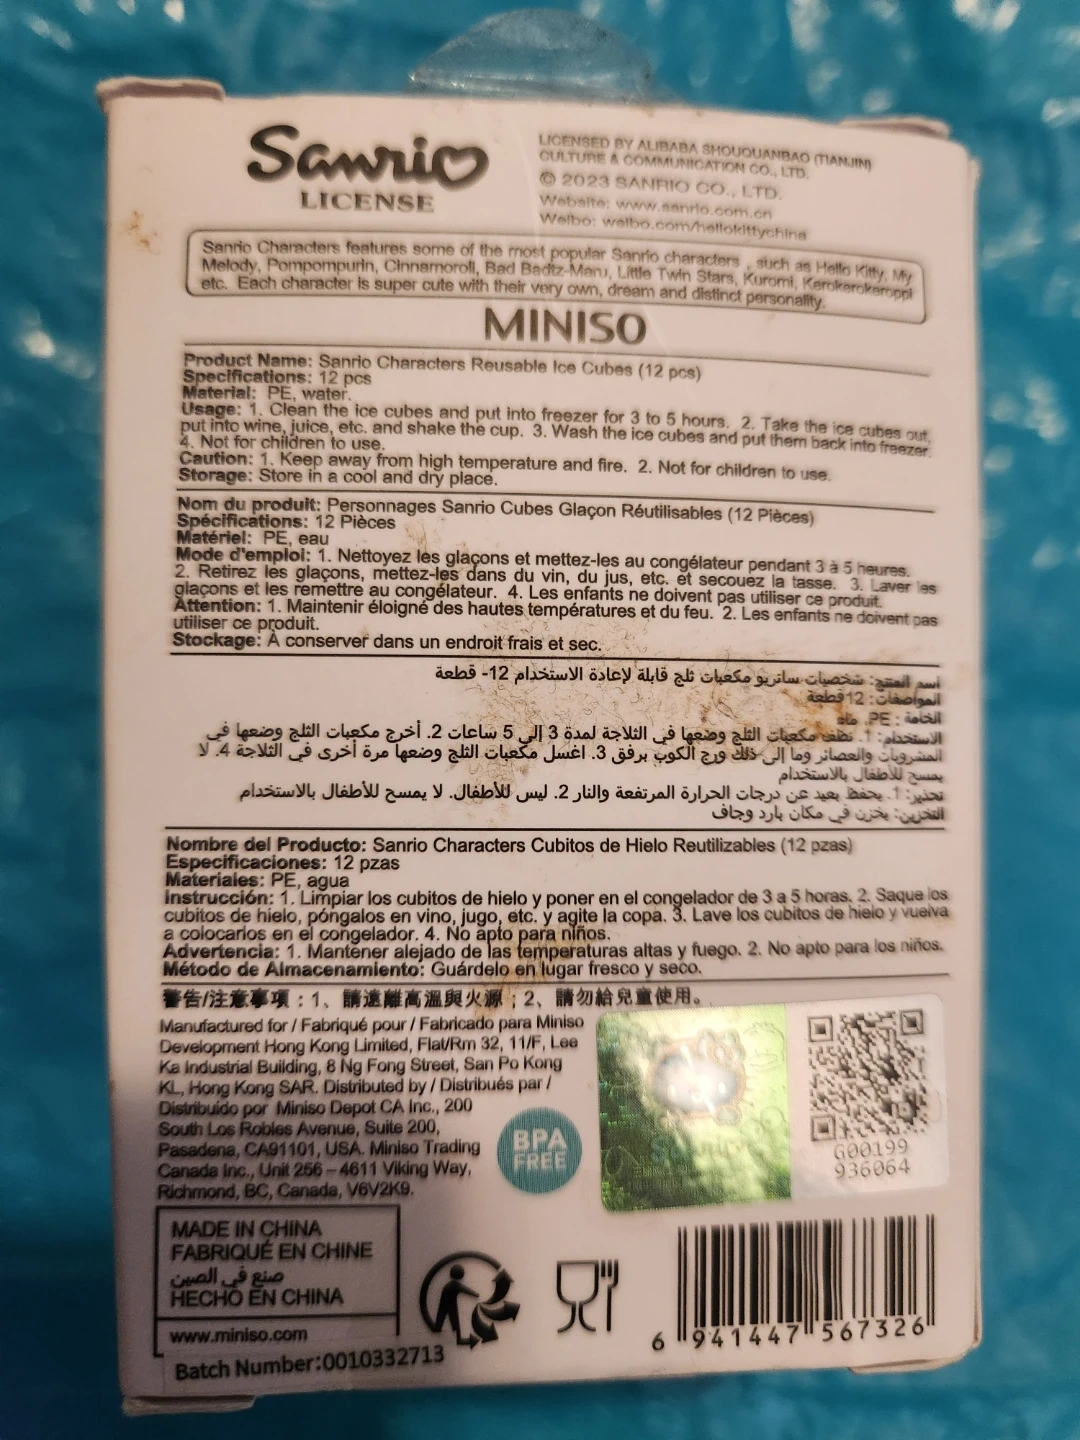 Sanrio
LICENSE
LICENSED BY ALIBABA SHOUQUANBAO (TIANJIN)
CULTURE & COMMUNICATION CO., LTD.
© 2023 SANRIO CO., LTD.
Website: www.sanrio.com.cn
Weibo: weibo.com/hellokittychina
Sanrio Characters features some of the most popular Sanrio characters , such as Hello Kitty, My
Melody, Pompompurin, Cinnamoroll, Bad Badtz-Maru, Little Twin Stars, Kuromi, Kerokerokeroppi
etc. Each character is super cute with their very own, dream and distinct personality.
MINISO
Product Name: Sanrio Characters Reusable Ice Cubes (12 pcs)
Specifications: 12 pcs
Material: PE, water.
Usage: 1. Clean the ice cubes and put into freezer for 3 to 5 hours. 2. Take the ice cubes out,
put into wine, juice, etc. and shake the cup. 3. Wash the ice cubes and put them back into freezer.
4. Not for children to use.
Caution: 1. Keep away from high temperature and fire. 2. Not for children to use.
Storage: Store in a cool and dry place.
Nom du produit: Personnages Sanrio Cubes Glaçon Réutilisables (12 Pièces)
Spécifications: 12 Pièces
Matériel: PE, eau
Mode d'emploi: 1. Nettoyez les glaçons et mettez-les au congélateur pendant 3 à 5 heures.
2. Retirez les glaçons, mettez-les dans du vin, du jus, etc. et secouez la tasse. 3. Laver les
glaçons et les remettre au congélateur. 4. Les enfants ne doivent pas utiliser ce produit.
Attention: 1. Maintenir éloigné des hautes températures et du feu. 2. Les enfants ne doivent pas
utiliser ce produit.
Stockage: À conserver dans un endroit frais et sec.
اسم المنتج: شخصيات سانريو مكعبات ثلج قابلة لإعادة الاستخدام 12- قطعة
المواصفات: 12 قطعة
الخامة: PE. ماء
الاستخدام: 1. نظف مكعبات الثلج وضعها في الثلاجة لمدة 3 إلى 5 ساعات 2. أخرج مكعبات الثلج وضعها في
المشروبات والعصائر وما إلى ذلك ورج الكوب برفق 3. اغسل مكعبات الثلج وضعها مرة أخرى في الثلاجة 4. لا
يمسح للأطفال بالاستخدام
تحذير: 1. يحفظ بعيد عن درجات الحرارة المرتفعة والنار 2. ليس للأطفال. لا يمسح للأطفال بالاستخدام
التخزين: يخزن في مكان بارد وجاف
Nombre del Producto: Sanrio Characters Cubitos de Hielo Reutilizables (12 pzas)
Especificaciones: 12 pzas
Materiales: PE, agua
Instrucción: 1. Limpiar los cubitos de hielo y poner en el congelador de 3 a 5 horas. 2. Saque los
cubitos de hielo, póngalos en vino, jugo, etc. y agite la copa. 3. Lave los cubitos de hielo y vuelva
a colocarlos en el congelador. 4. No apto para niños.
Advertencia: 1. Mantener alejado de las temperaturas altas y fuego. 2. No apto para los niños.
Método de Almacenamiento: Guárdelo en lugar fresco y seco.
警告/注意事項：1、請遠離高溫與火源；2、請勿給兒童使用。
Manufactured for / Fabriqué pour / Fabricado para Miniso
Development Hong Kong Limited, Flat/Rm 32, 11/F, Lee
Ka Industrial Building, 8 Ng Fong Street, San Po Kong
KL, Hong Kong SAR. Distributed by / Distribués par /
Distribuido por Miniso Depot CA Inc., 200
South Los Robles Avenue, Suite 200,
Pasadena, CA91101, USA. Miniso Trading
Canada Inc., Unit 256 – 4611 Viking Way,
Richmond, BC, Canada, V6V2K9.
BPA
FREE
G00199
936064
MADE IN CHINA
FABRIQUÉ EN CHINE
صنع في الصين
HECHO EN CHINA
www.miniso.com
Batch Number:0010332713
6 941447 567326